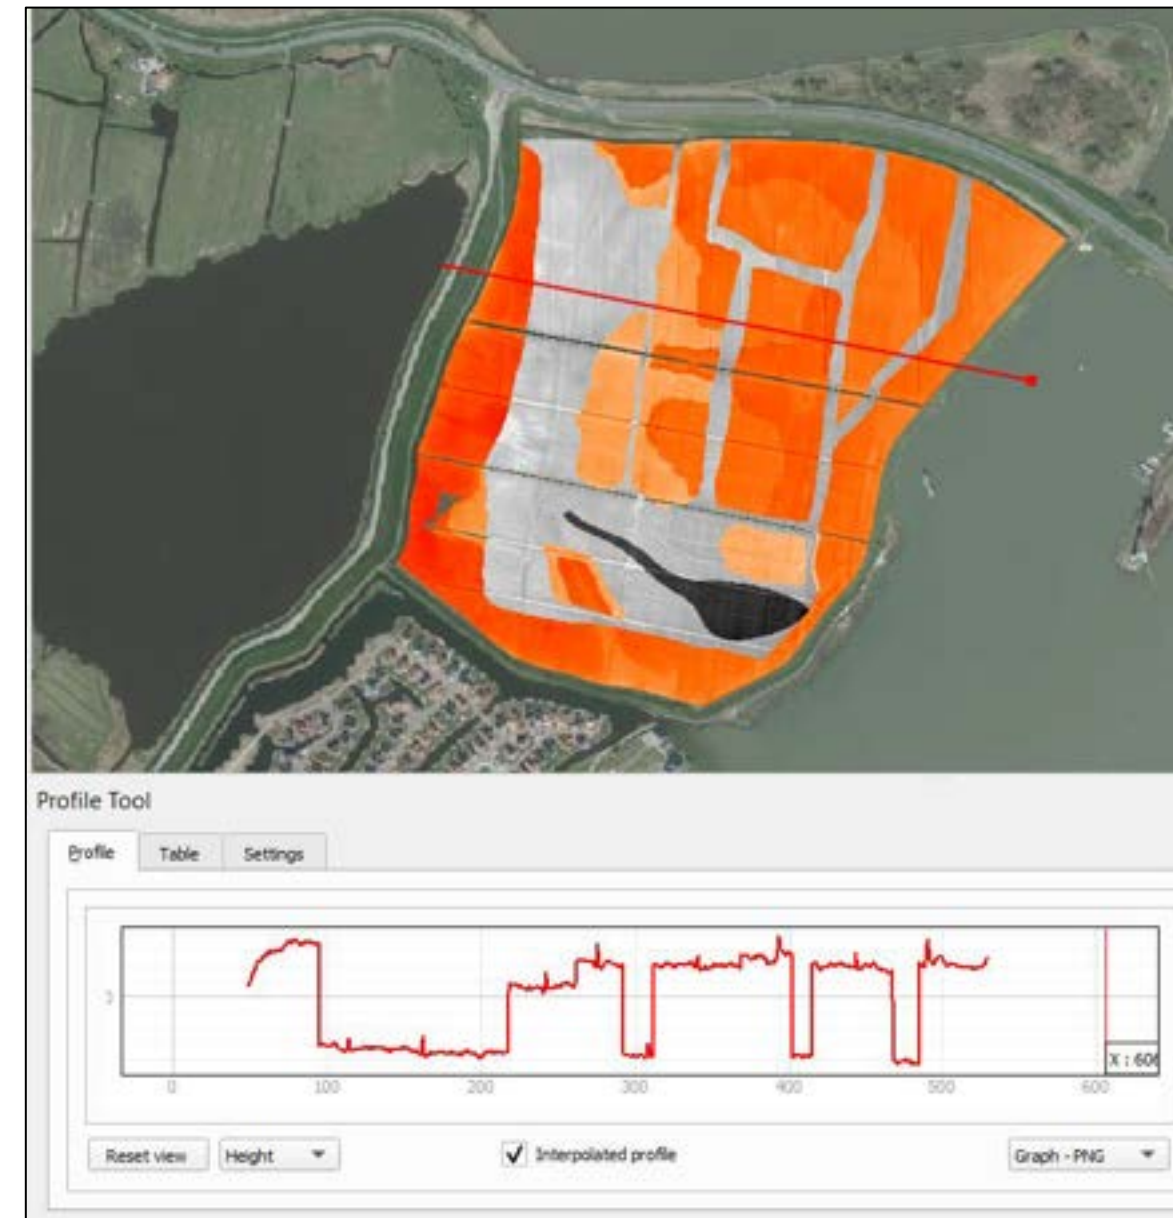 Profile Tool
Profile Table Settings
0 100 200 300 400 500 600
X : 606
Reset view Height Interpolated profile Graph - PNG